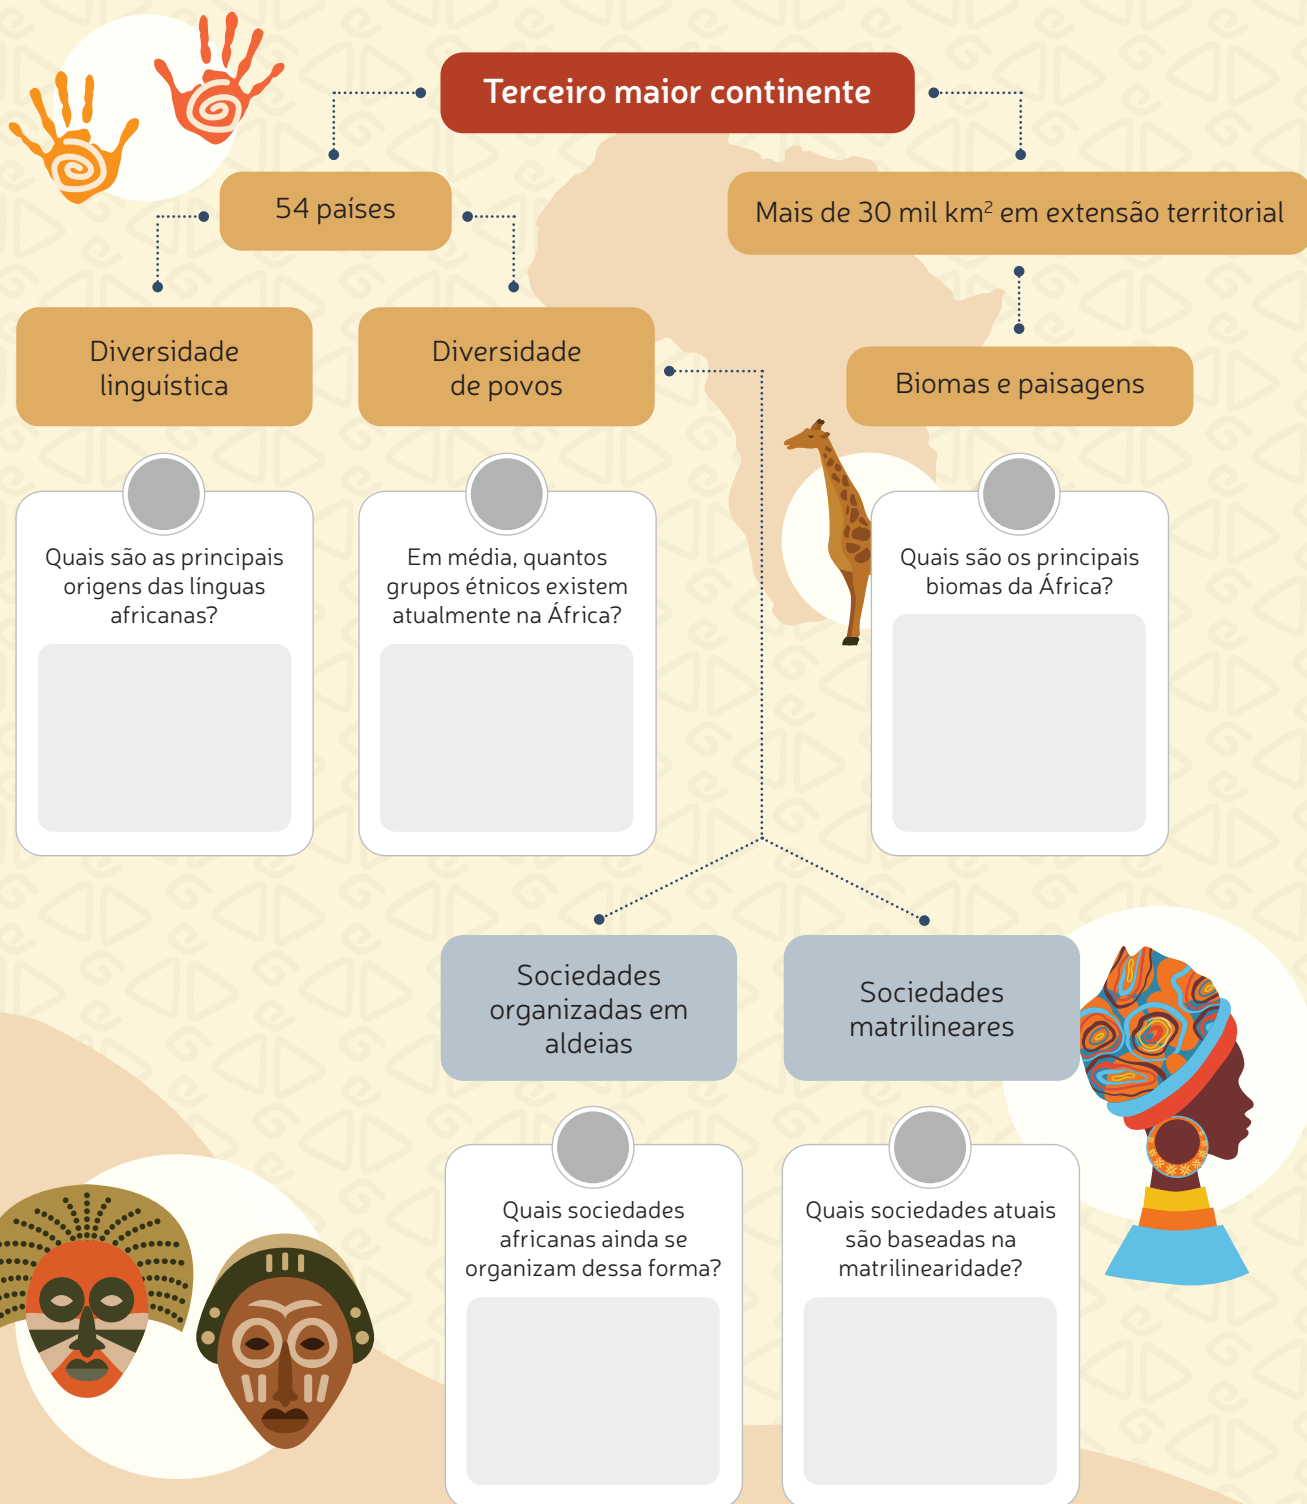 Terceiro maior continente
54 países
Mais de 30 mil km² em extensão territorial
Diversidade
linguística
Diversidade
de povos
Biomas e paisagens
Quais são as principais
origens das línguas
africanas?
Em média, quantos
grupos étnicos existem
atualmente na África?
Quais são os principais
biomas da África?
Sociedades
organizadas em
aldeias
Sociedades
matrilineares
Quais sociedades
africanas ainda se
organizam dessa forma?
Quais sociedades atuais
são baseadas na
matrilinearidade?